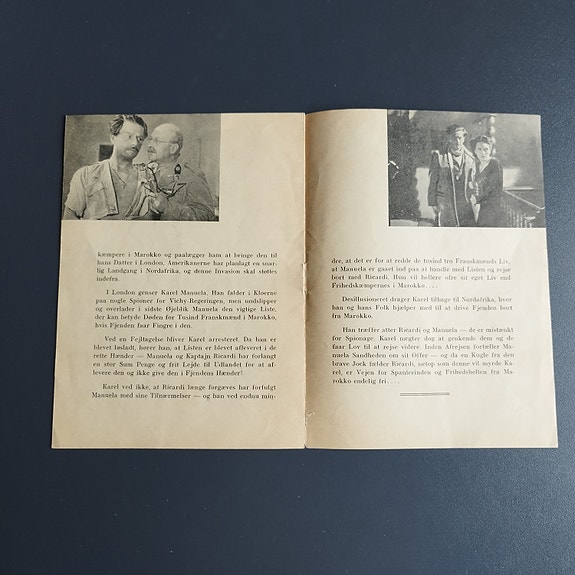 kæmpere i Marokko og paalægger ham at bringe den til
hans Datter i London. Amerikanerne har planlagt en snar-
lig Landgang i Nordafrika, og denne Invasion skal støttes
indefra.
I London genser Karel Manuela. Han falder i Kloerne
paa nogle Spioner for Vichy-Regeringen, men undslipper
og overlader i sidste Øjeblik Manuela den vigtige Liste,
der kan betyde Døden for Tusind Franskmænd i Marokko,
hvis Fjenden faar Fingre i den.
Ved en Fejltagelse bliver Karel arresteret. Da han er
blevet løsladt, hører han, at Listen er blevet afleveret i de
rette Hænder — Manuela og Kaptajn Ricardi har forlangt
en stor Sum Penge og frit Lejde til Udlandet for at af-
levere den og ikke give den i Fjendens Hænder!
Karel ved ikke, at Ricardi længe forgæves har forfulgt
Manuela med sine Tilnærmelser — og han ved endnu min-
dre, at det er for at redde de tusind tro Franskmænds Liv,
at Manuela er gaaet ind paa at handle med Listen og rejse
bort med Ricardi. Hun vil hellere ofre sit eget Liv end
Frihedskæmpernes i Marokko....
Desillusioneret drager Karel tilbage til Nordafrika, hvor
han og hans Folk hjælper med til at drive Fjenden bort
fra Marokko.
Han træffer atter Ricardi og Manuela — de er mistænkt
for Spionage. Karel nægter dog at genkende dem og de
faar Lov til at rejse videre. Inden Afrejsen fortæller Ma-
nuela Sandheden om sit Offer — og da en Kugle fra den
brave Jock fælder Ricardi, netop som denne vil myrde Ka-
rel, er Vejen for Spanierinden og Frihedshelten fra Ma-
rokko endelig fri....